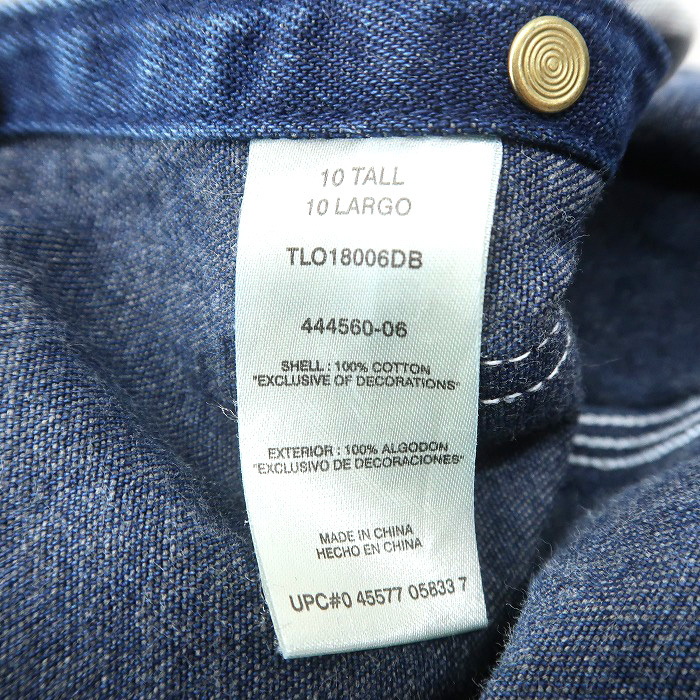 10 TALL
10 LARGO
TLO18006DB
444560-06
SHELL : 100% COTTON
"EXCLUSIVE OF DECORATIONS"
EXTERIOR : 100% ALGODON
"EXCLUSIVO DE DECORACIONES"
MADE IN CHINA
HECHO EN CHINA
UPC#0 45577 05833 7